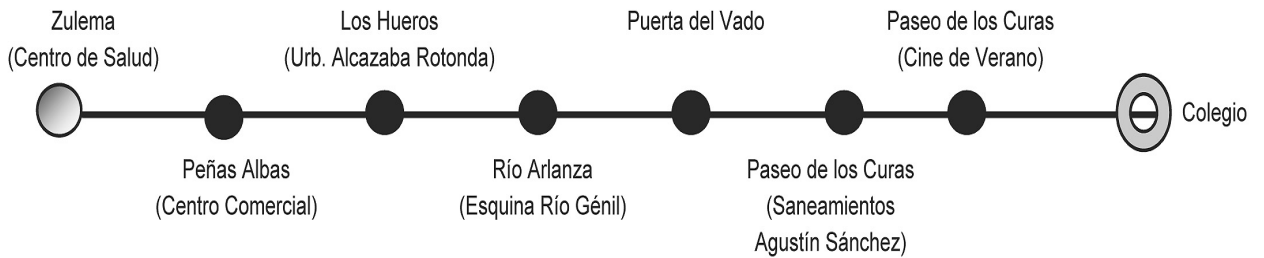 Zulema
(Centro de Salud)
Peñas Albas
(Centro Comercial)
Los Hueros
(Urb. Alcazaba Rotonda)
Río Arlanza
(Esquina Río Génil)
Puerta del Vado
Paseo de los Curas
(Saneamientos
Agustín Sánchez)
Paseo de los Curas
(Cine de Verano)
Colegio